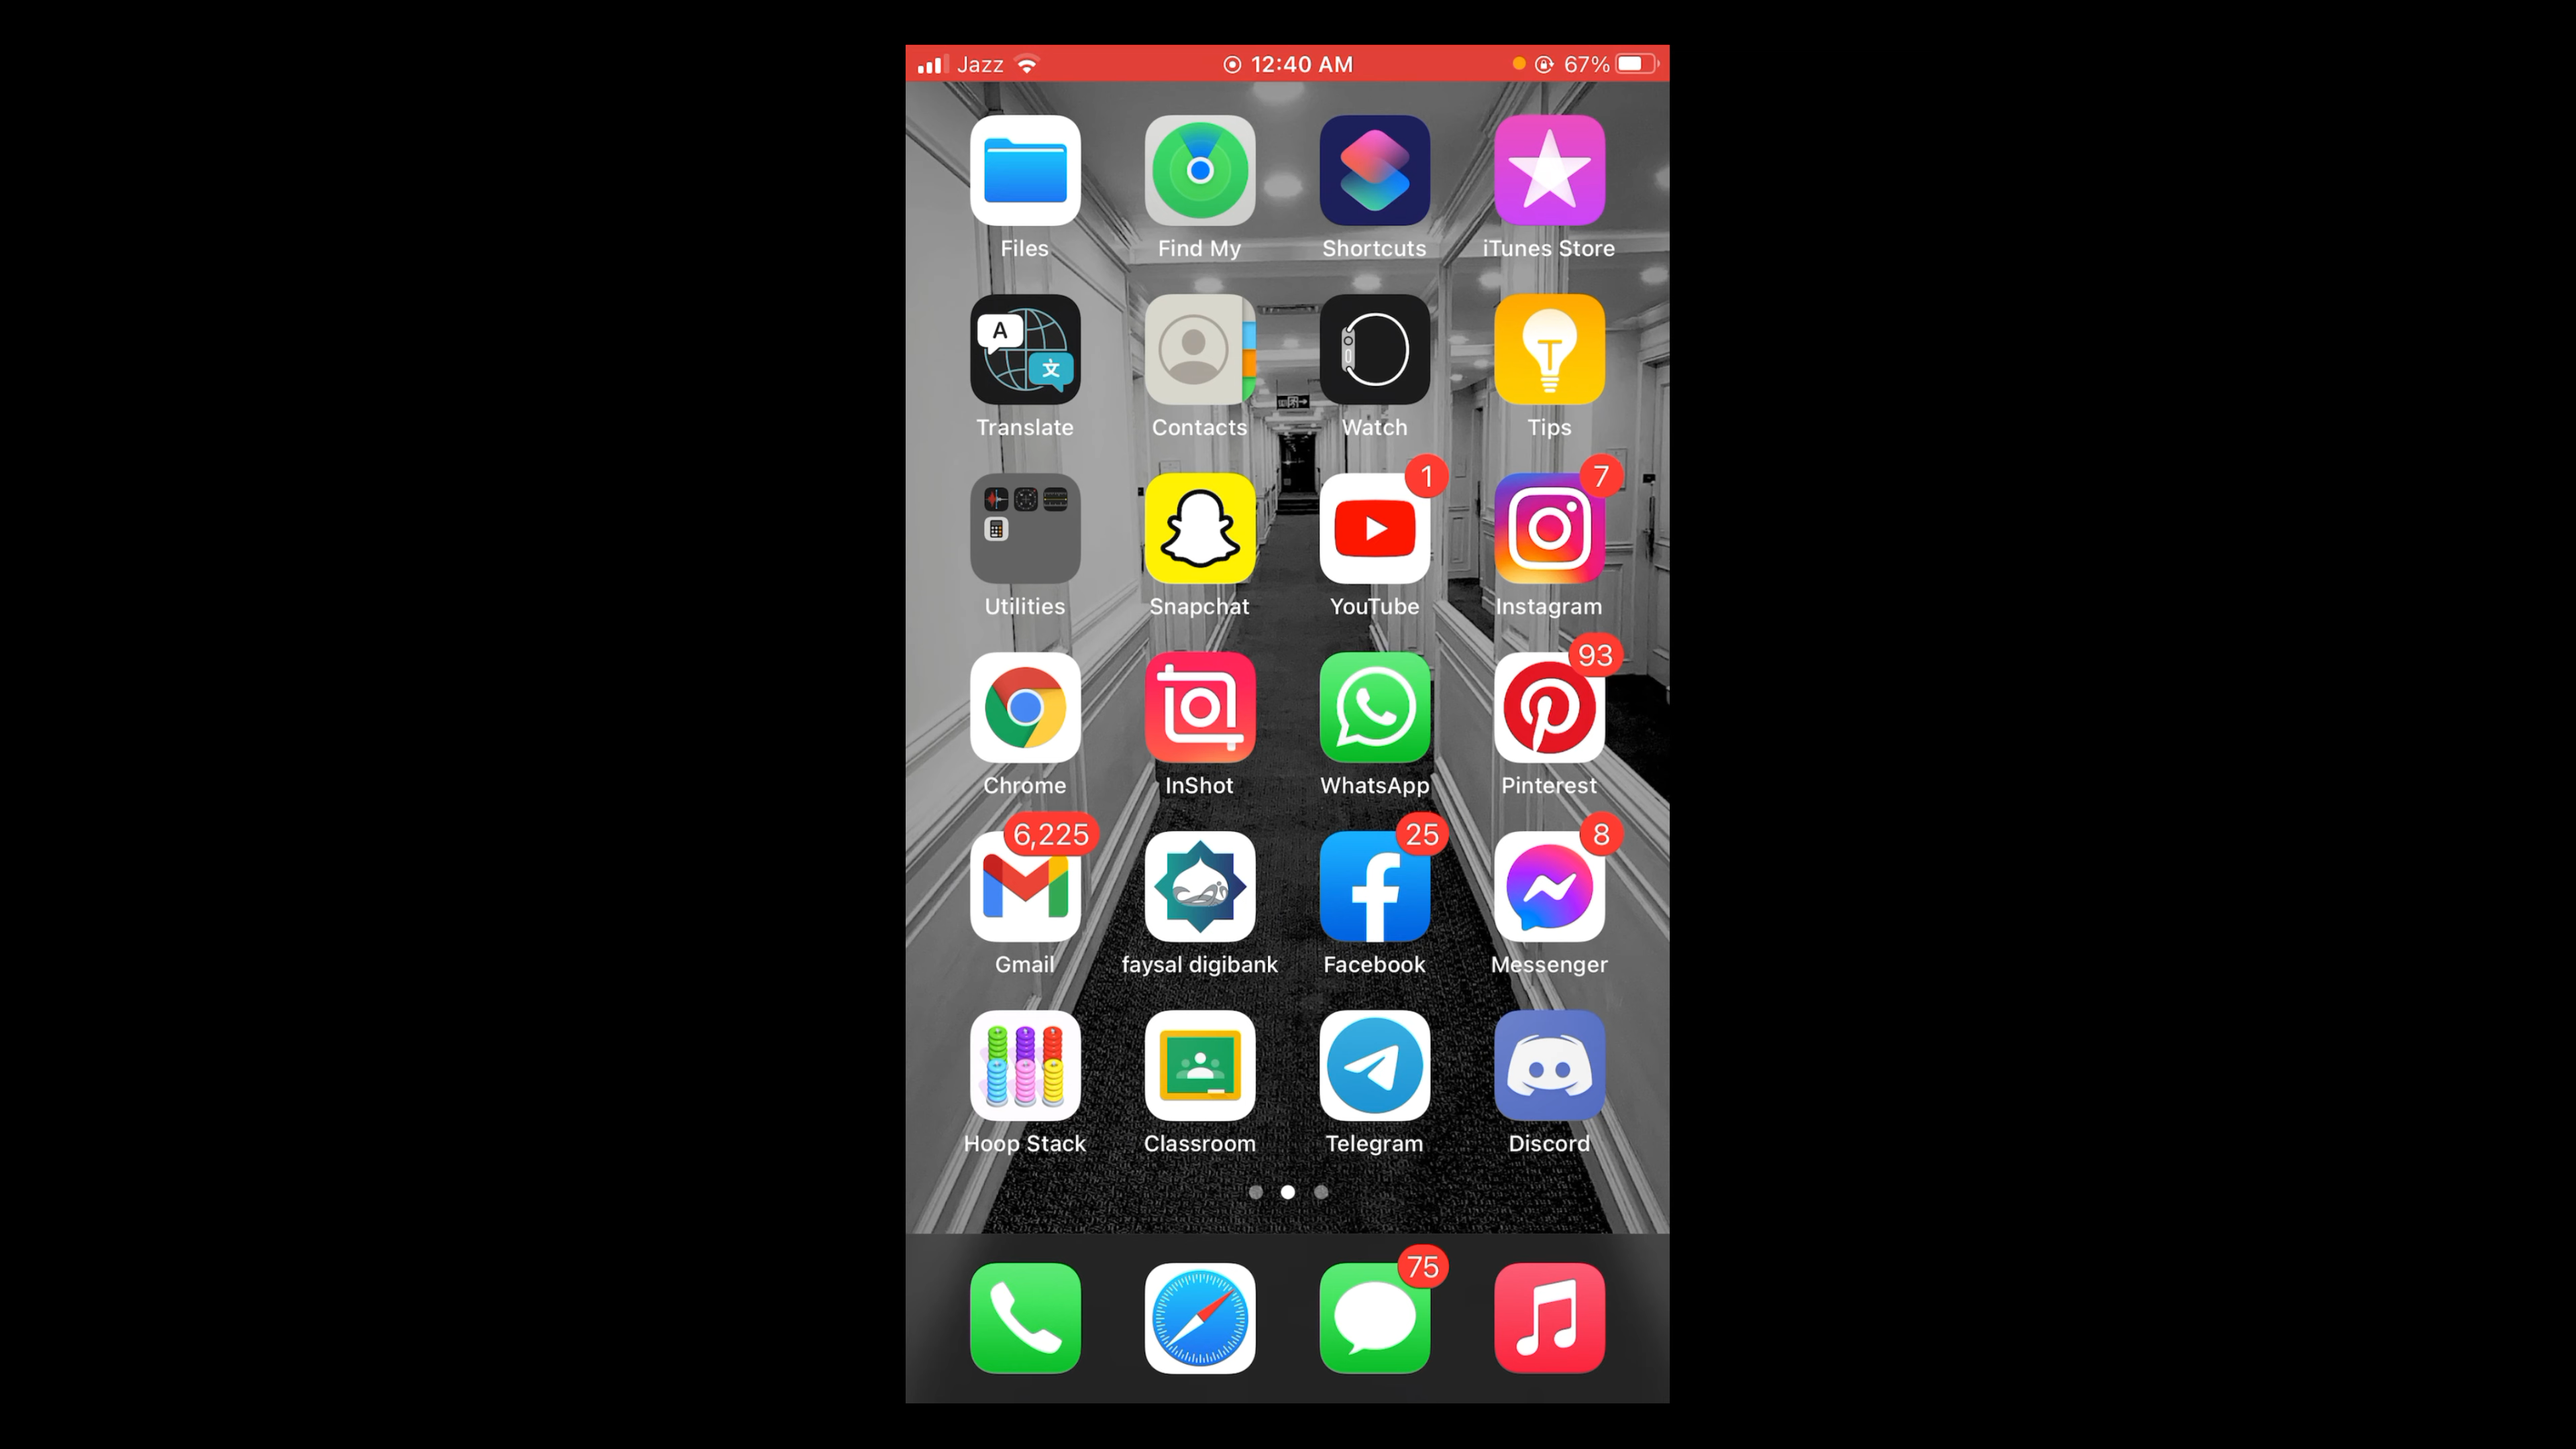 Jazz 12:40 AM 67%
Files Find My Shortcuts iTunes Store
A 文
Translate Contacts Watch Tips
1 7
Utilities Snapchat YouTube Instagram
93
Chrome InShot WhatsApp Pinterest
6,225 25 8
Gmail faysal digibank Facebook Messenger
Hoop Stack Classroom Telegram Discord
75